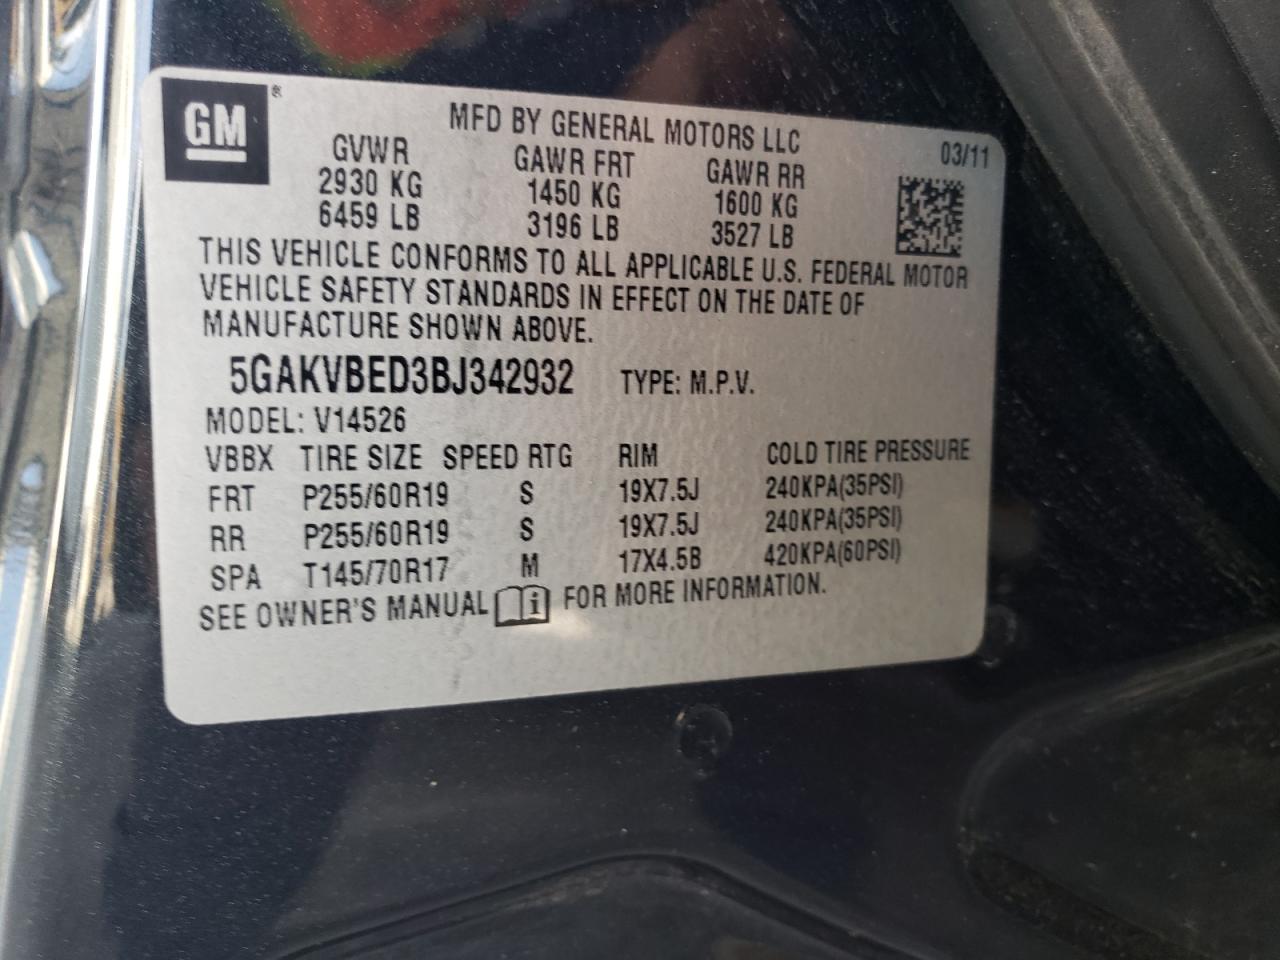 GM®
MFD BY GENERAL MOTORS LLC
03/11
GVWR GAWR FRT GAWR RR
2930 KG 1450 KG 1600 KG
6459 LB 3196 LB 3527 LB
THIS VEHICLE CONFORMS TO ALL APPLICABLE U.S. FEDERAL MOTOR
VEHICLE SAFETY STANDARDS IN EFFECT ON THE DATE OF
MANUFACTURE SHOWN ABOVE.
5GAKVBED3BJ342932 TYPE: M.P.V.
MODEL: V14526
VBBX TIRE SIZE SPEED RTG RIM COLD TIRE PRESSURE
FRT P255/60R19 S 19X7.5J 240KPA(35PSI)
RR P255/60R19 S 19X7.5J 240KPA(35PSI)
SPA T145/70R17 M 17X4.5B 420KPA(60PSI)
SEE OWNER'S MANUAL i FOR MORE INFORMATION.